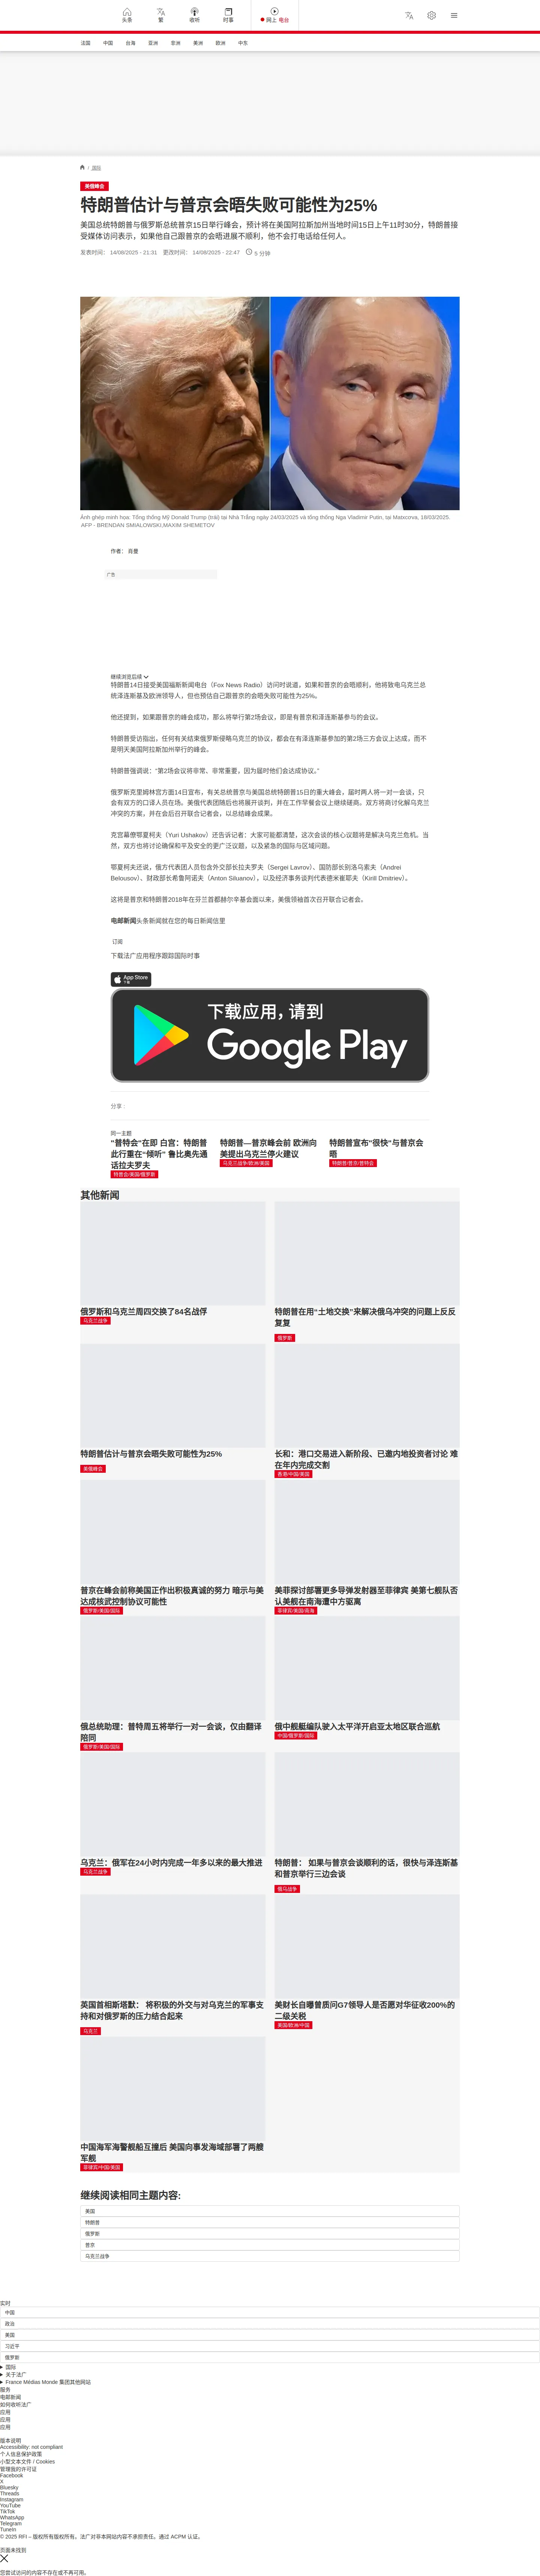 头条
繁
收听
时事
网上 电台
法国
中国
台海
亚洲
非洲
美洲
欧洲
中东
/ 国际
美俄峰会
特朗普估计与普京会晤失败可能性为25%
美国总统特朗普与俄罗斯总统普京15日举行峰会，预计将在美国阿拉斯加州当地时间15日上午11时30分，特朗普接
受媒体访问表示，如果他自己跟普京的会晤进展不顺利，他不会打电话给任何人。
发表时间： 14/08/2025 - 21:31 更改时间： 14/08/2025 - 22:47 5 分钟
Ảnh ghép minh họa: Tổng thống Mỹ Donald Trump (trái) tại Nhà Trắng ngày 24/03/2025 và tổng thống Nga Vladimir Putin, tại Matxcơva, 18/03/2025.
AFP - BRENDAN SMIALOWSKI,MAXIM SHEMETOV
作者： 肖曼
广告
继续浏览后续
特朗普14日接受美国福斯新闻电台（Fox News Radio）访问时说道，如果和普京的会晤顺利，他将致电乌克兰总
统泽连斯基及欧洲领导人，但也预估自己跟普京的会晤失败可能性为25%。
他还提到，如果跟普京的峰会成功，那么将举行第2场会议，即是有普京和泽连斯基参与的会议。
特朗普受访指出，任何有关结束俄罗斯侵略乌克兰的协议，都会在有泽连斯基参加的第2场三方会议上达成，而不
是明天美国阿拉斯加州举行的峰会。
特朗普强调说：“第2场会议将非常、非常重要，因为届时他们会达成协议。”
俄罗斯克里姆林宫方面14日宣布，有关总统普京与美国总统特朗普15日的重大峰会，届时两人将一对一会谈，只
会有双方的口译人员在场。美俄代表团随后也将展开谈判，并在工作早餐会议上继续磋商。双方将商讨化解乌克兰
冲突的方案，并在会后召开联合记者会，以总结峰会成果。
克宫幕僚鄂夏柯夫（Yuri Ushakov）还告诉记者：大家可能都清楚，这次会谈的核心议题将是解决乌克兰危机。当
然，双方也将讨论确保和平及安全的更广泛议题，以及紧急的国际与区域问题。
鄂夏柯夫还说，俄方代表团人员包含外交部长拉夫罗夫（Sergei Lavrov）、国防部长别洛乌素夫（Andrei
Belousov）、财政部长希鲁阿诺夫（Anton Siluanov），以及经济事务谈判代表德米崔耶夫（Kirill Dmitriev）。
这将是普京和特朗普2018年在芬兰首都赫尔辛基会面以来，美俄领袖首次召开联合记者会。
电邮新闻头条新闻就在您的每日新闻信里
订阅
下载法广应用程序跟踪国际时事
App Store
下载
下载应用，请到
Google Play
分享 :
同一主题
"普特会"在即 白宫：特朗普
此行重在“倾听” 鲁比奥先通
话拉夫罗夫
特普会/美国/俄罗斯
特朗普—普京峰会前 欧洲向
美提出乌克兰停火建议
乌克兰战争/欧洲/美国
特朗普宣布“很快”与普京会
晤
特朗普/普京/普特会
其他新闻
俄罗斯和乌克兰周四交换了84名战俘
乌克兰战争
特朗普在用“土地交换”来解决俄乌冲突的问题上反反
复复
俄罗斯
特朗普估计与普京会晤失败可能性为25%
美俄峰会
长和：港口交易进入新阶段、已邀内地投资者讨论 难
在年内完成交割
香港/中国/美国
普京在峰会前称美国正作出积极真诚的努力 暗示与美
达成核武控制协议可能性
俄罗斯/美国/国际
美菲探讨部署更多导弹发射器至菲律宾 美第七舰队否
认美舰在南海遭中方驱离
菲律宾/美国/南海
俄总统助理：普特周五将举行一对一会谈，仅由翻译
陪同
俄罗斯/美国/国际
俄中舰艇编队驶入太平洋开启亚太地区联合巡航
中国/俄罗斯/国际
乌克兰：俄军在24小时内完成一年多以来的最大推进
乌克兰战争
特朗普： 如果与普京会谈顺利的话，很快与泽连斯基
和普京举行三边会谈
俄乌战争
英国首相斯塔默： 将积极的外交与对乌克兰的军事支
持和对俄罗斯的压力结合起来
乌克兰
美财长自曝曾质问G7领导人是否愿对华征收200%的
二级关税
美国/欧洲/中国
中国海军海警舰船互撞后 美国向事发海域部署了两艘
军舰
菲律宾/中国/美国
继续阅读相同主题内容:
美国
特朗普
俄罗斯
普京
乌克兰战争
实时
中国
政治
美国
习近平
俄罗斯
国际
关于法广
France Médias Monde 集团其他网站
服务
电邮新闻
如何收听法广
应用
应用
应用
版本说明
Accessibility: not compliant
个人信息保护政策
小型文本文件 / Cookies
管理我的许可证
Facebook
X
Bluesky
Threads
Instagram
YouTube
TikTok
WhatsApp
Telegram
TuneIn
© 2025 RFI – 版权所有版权所有。法广对非本网站内容不承担责任。通过 ACPM 认证。
页面未找到
您尝试访问的内容不存在或不再可用。